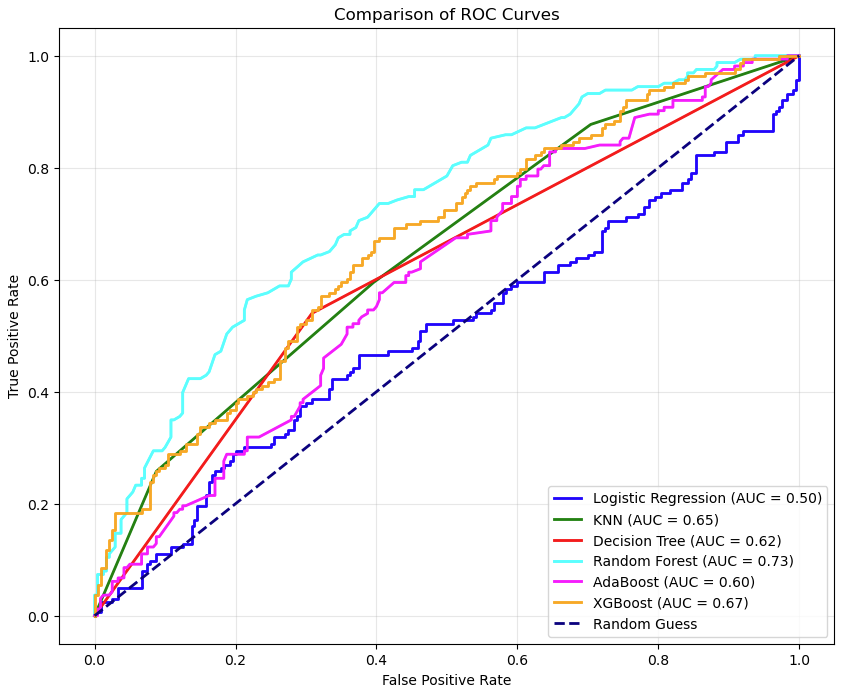 Comparison of ROC Curves
True Positive Rate
1.0
0.8
0.6
0.4
0.2
0.0
Logistic Regression (AUC = 0.50)
KNN (AUC = 0.65)
Decision Tree (AUC = 0.62)
Random Forest (AUC = 0.73)
AdaBoost (AUC = 0.60)
XGBoost (AUC = 0.67)
Random Guess
0.0 0.2 0.4 0.6 0.8 1.0
False Positive Rate